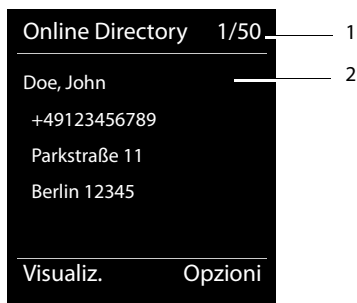 Online Directory 1/50 1
2
Doe, John
+49123456789
Parkstraße 11
Berlin 12345
Visualiz. Opzioni